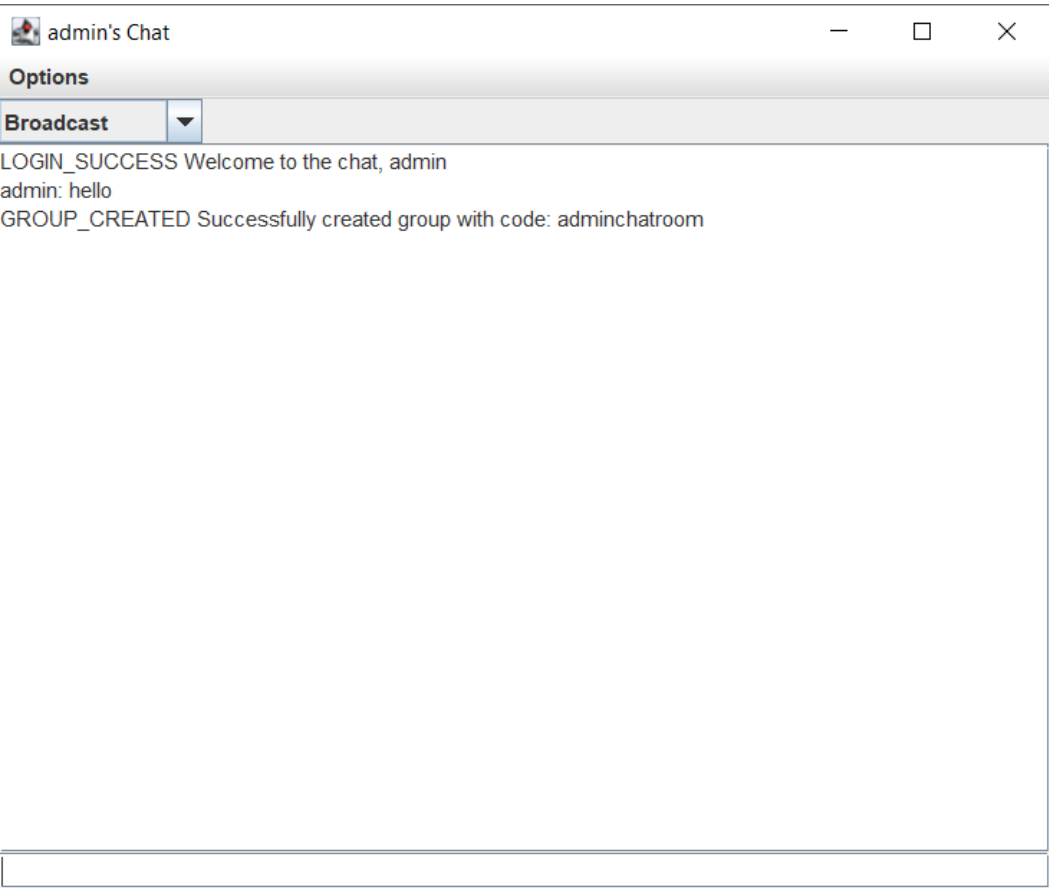 admin's Chat
Options
Broadcast
LOGIN_SUCCESS Welcome to the chat, admin
admin: hello
GROUP_CREATED Successfully created group with code: adminchatroom